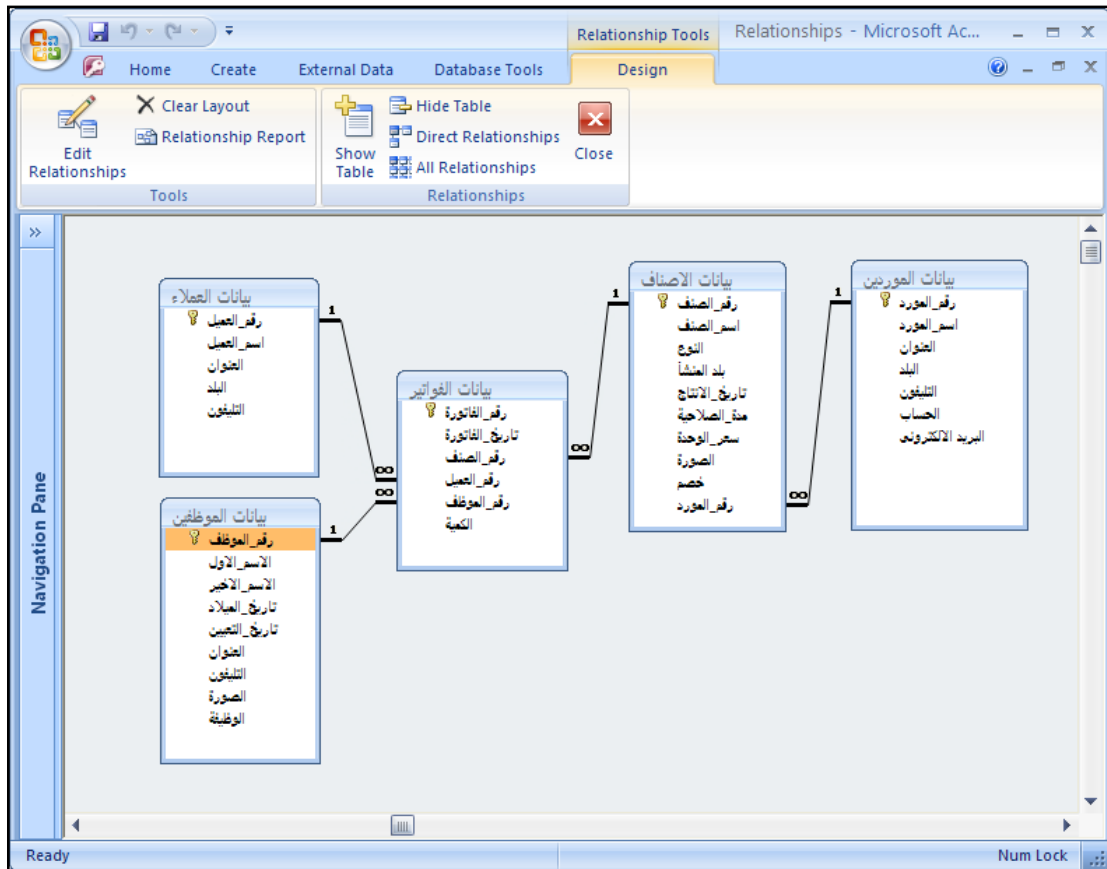 Relationship Tools
Relationships - Microsoft Ac...
Home Create External Data Database Tools Design
Edit Relationships
Clear Layout
Relationship Report
Tools
Show Table
Hide Table
Direct Relationships
All Relationships
Close
Relationships
»
Navigation Pane
بيانات العملاء
رقم_العميل
اسم_العميل
العنوان
البلد
التليفون
بيانات الموظفين
رقم_الموظف
الاسم_الاول
الاسم_الاخير
تاريخ_الميلاد
تاريخ_التعيين
العنوان
التليفون
الصورة
الوظيفة
بيانات الفواتير
رقم_الفاتورة
تاريخ_الفاتورة
رقم_الصنف
رقم_العميل
رقم_الموظف
الكمية
بيانات الاصناف
رقم_الصنف
اسم_الصنف
النوع
بلد المنشأ
تاريخ_الانتاج
مدة_الصلاحية
سعر_الوحدة
الصورة
خصم
رقم_المورد
بيانات الموردين
رقم_المورد
اسم_المورد
العنوان
البلد
التليفون
الحساب
البريد الالكترونى
1
∞
∞
1
1
∞
1
∞
Ready
Num Lock